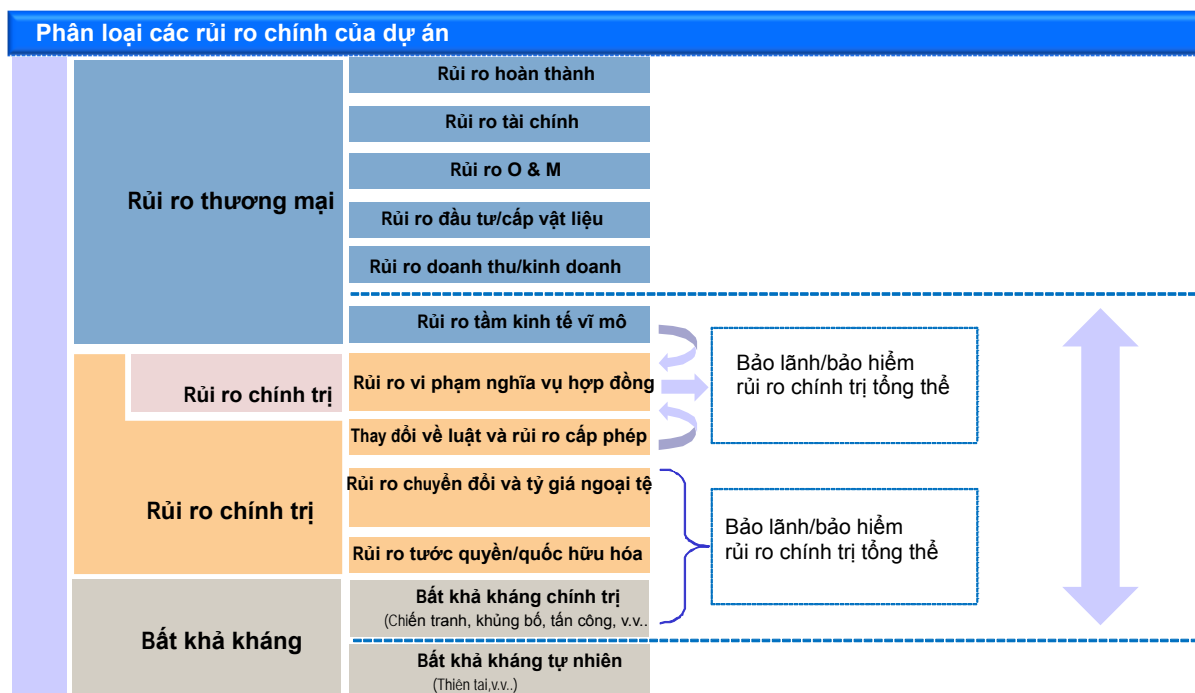 Phân loại các rủi ro chính của dự án
Rủi ro thương mại
Rủi ro hoàn thành
Rủi ro tài chính
Rủi ro O & M
Rủi ro đầu tư/cấp vật liệu
Rủi ro doanh thu/kinh doanh
Rủi ro tầm kinh tế vĩ mô
Rủi ro chính trị
Rủi ro vi phạm nghĩa vụ hợp đồng
Thay đổi về luật và rủi ro cấp phép
Bảo lãnh/bảo hiểm
rủi ro chính trị tổng thể
Rủi ro chính trị
Rủi ro chuyển đổi và tỷ giá ngoại tệ
Rủi ro tước quyền/quốc hữu hóa
Bảo lãnh/bảo hiểm
rủi ro chính trị tổng thể
Bất khả kháng
Bất khả kháng chính trị
(Chiến tranh, khủng bố, tấn công, v.v..
Bất khả kháng tự nhiên
(Thiên tai,v.v..)